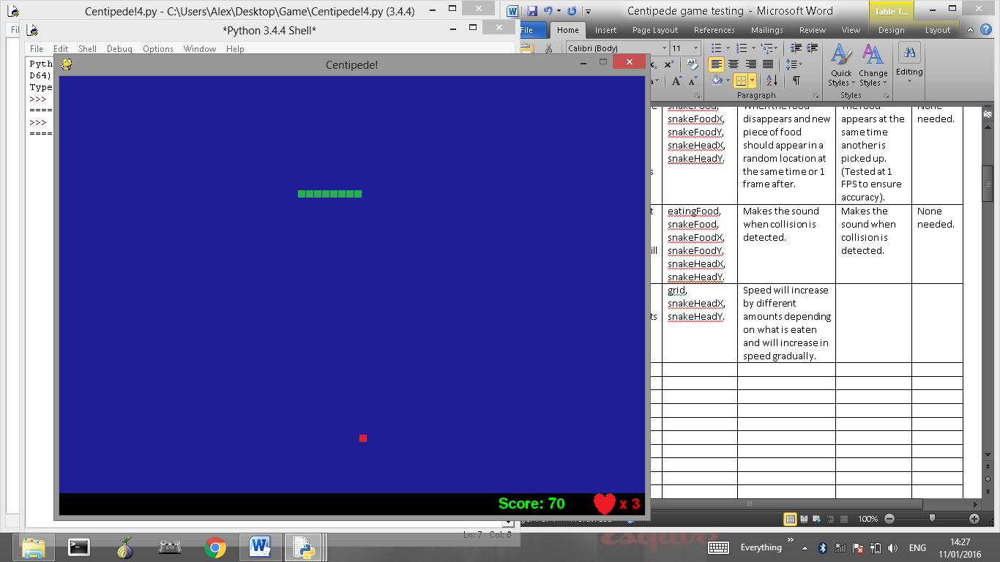 Centipede!4.py - C:\Users\Alex\Desktop\Game\Centipede!4.py (3.4.4)
Centipede game testing - Microsoft Word
Table T...
*Python 3.4.4 Shell*
File
Home
Insert
Page Layout
References
Mailings
Review
View
Design
Layout
File
Edit
Shell
Debug
Options
Window
Help
Calibri (Body)
11
Quick
Styles
Change
Styles
Editing
Paragraph
Styles
Pyth
D64)
Type
>>>
====
>>>
====
Centipede!
Score: 70
x 3
snakeFood,
snakeFoodX,
snakeFoodY,
snakeHeadX,
snakeHeadY.
When the food
disappears and new
piece of food
should appear in a
random location at
the same time or 1
frame after.
The food
appears at the
same time
another is
picked up.
(Tested at 1
FPS to ensure
accuracy).
None
needed.
eatingFood,
snakeFood,
snakeFoodX,
snakeFoodY,
snakeHeadX,
snakeHeadY.
Makes the sound
when collision is
detected.
Makes the
sound when
collision is
detected.
None
needed.
grid,
snakeHeadX,
snakeHeadY.
Speed will increase
by different
amounts depending
on what is eaten
and will increase in
speed gradually.
Ln: 7 Col: 0
100%
Everything
ENG
14:27
11/01/2016